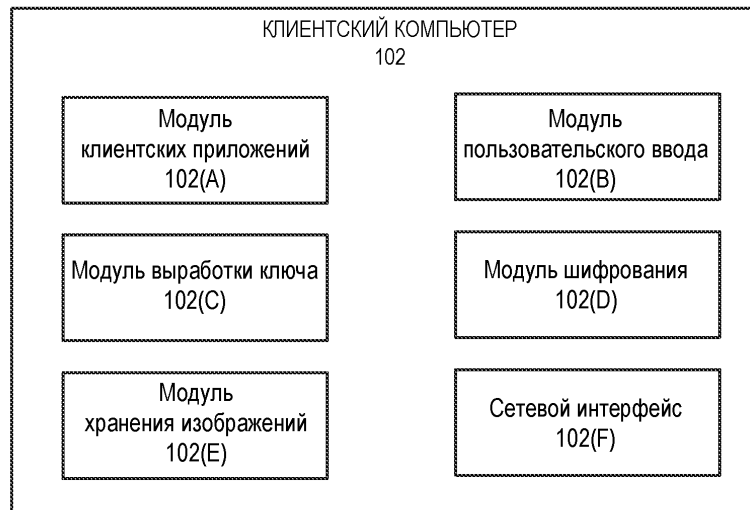 КЛИЕНТСКИЙ КОМПЬЮТЕР
102
Модуль
клиентских приложений
102(A)
Модуль
пользовательского ввода
102(B)
Модуль выработки ключа
102(C)
Модуль шифрования
102(D)
Модуль
хранения изображений
102(E)
Сетевой интерфейс
102(F)